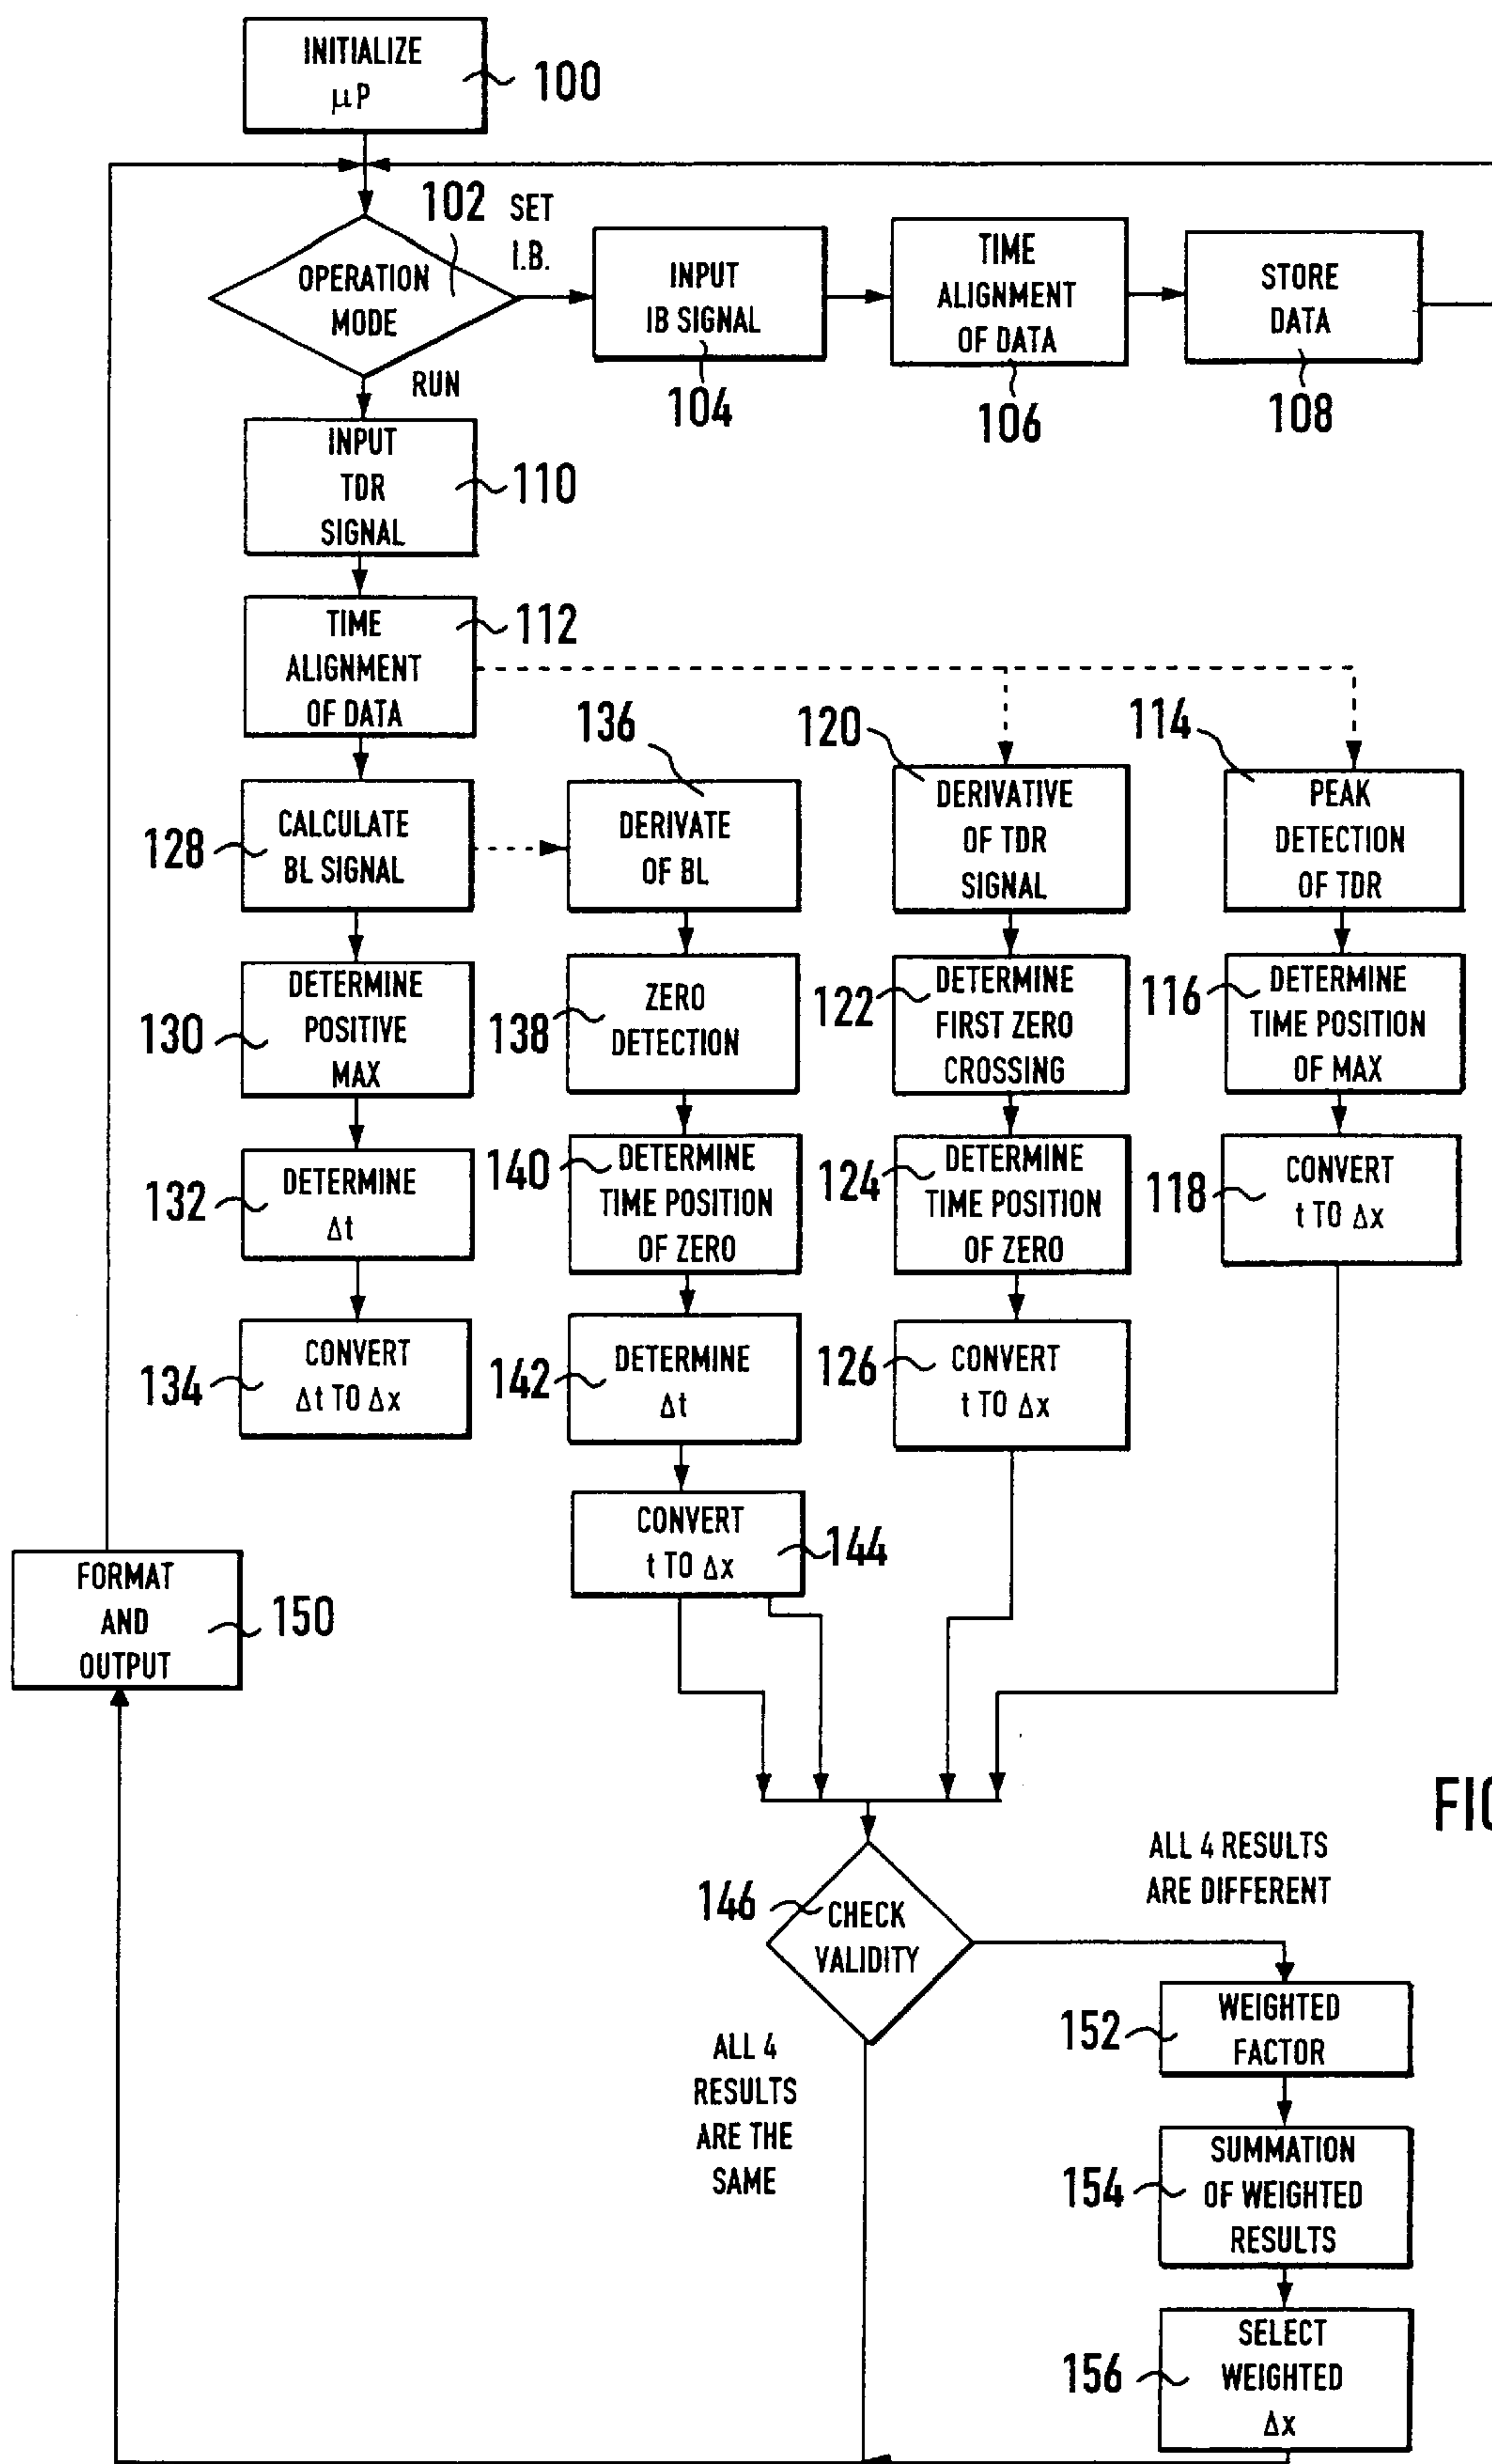 INITIALIZE
μP
100
102
SET
I.B.
OPERATION
MODE
RUN
INPUT
IB SIGNAL
104
TIME
ALIGNMENT
OF DATA
106
STORE
DATA
108
INPUT
TDR
SIGNAL
110
TIME
ALIGNMENT
OF DATA
112
136
120
114
CALCULATE
BL SIGNAL
128
DERIVATE
OF BL
DERIVATIVE
OF TDR
SIGNAL
PEAK
DETECTION
OF TDR
DETERMINE
POSITIVE
MAX
130
ZERO
DETECTION
138
DETERMINE
FIRST ZERO
CROSSING
122
DETERMINE
TIME POSITION
OF MAX
116
DETERMINE
Δt
132
DETERMINE
TIME POSITION
OF ZERO
140
DETERMINE
TIME POSITION
OF ZERO
124
CONVERT
t TO Δx
118
CONVERT
Δt TO Δx
134
DETERMINE
Δt
142
CONVERT
t TO Δx
126
CONVERT
t TO Δx
144
FORMAT
AND
OUTPUT
150
146
CHECK
VALIDITY
ALL 4 RESULTS
ARE DIFFERENT
ALL 4
RESULTS
ARE THE
SAME
WEIGHTED
FACTOR
152
SUMMATION
OF WEIGHTED
RESULTS
154
SELECT
WEIGHTED
Δx
156